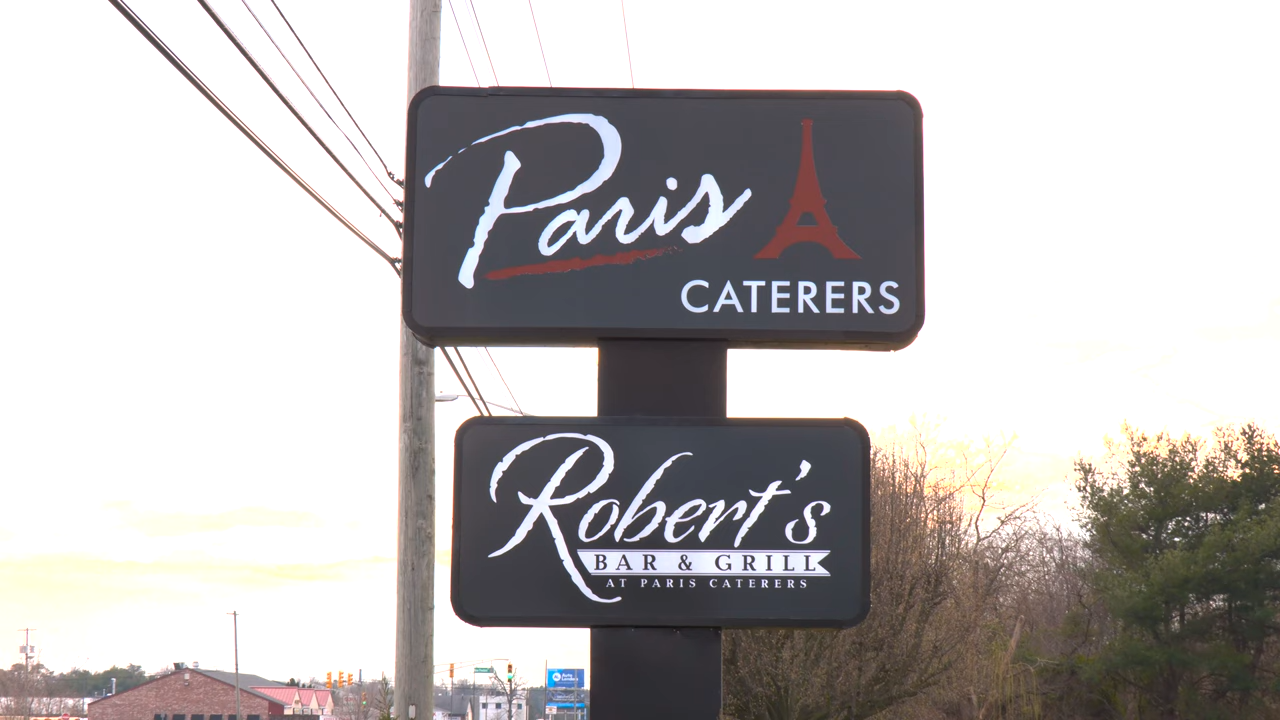 Paris
CATERERS
Robert's
BAR & GRILL
AT PARIS CATERERS